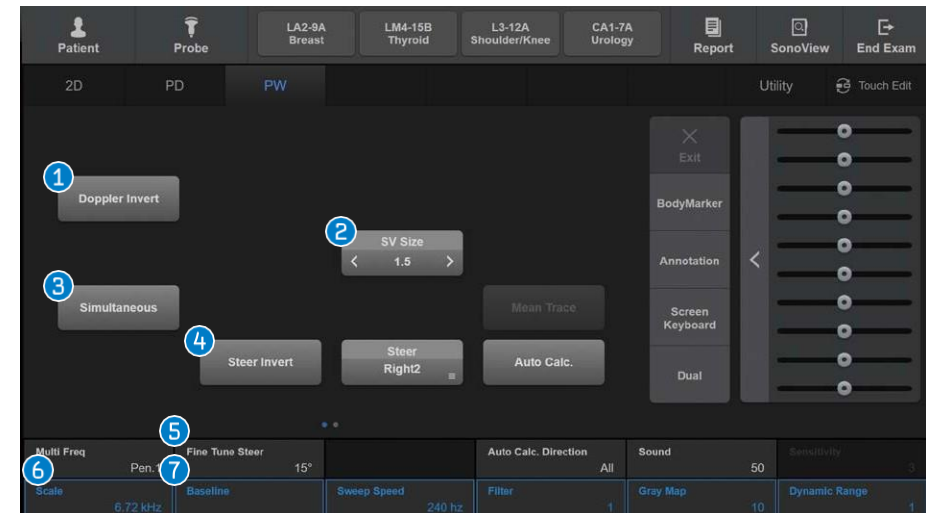 Patient
Probe
LA2-9A
Breast
LM4-15B
Thyroid
L3-12A
Shoulder/Knee
CA1-7A
Urology
Report
SonoView
End Exam
2D
PD
PW
Utility
Touch Edit
Exit
1
Doppler Invert
BodyMarker
2
SV Size
1.5
Annotation
3
Simultaneous
Mean Trace
Screen
Keyboard
4
Steer Invert
Steer
Right2
Auto Calc.
Dual
5
Multi Freq
Fine Tune Steer
Auto Calc. Direction
Sound
Sensitivity
6
Pen.1
7
15°
All
50
3
Scale
Baseline
Sweep Speed
Filter
Gray Map
Dynamic Range
6.72 kHz
240 hz
1
10
1